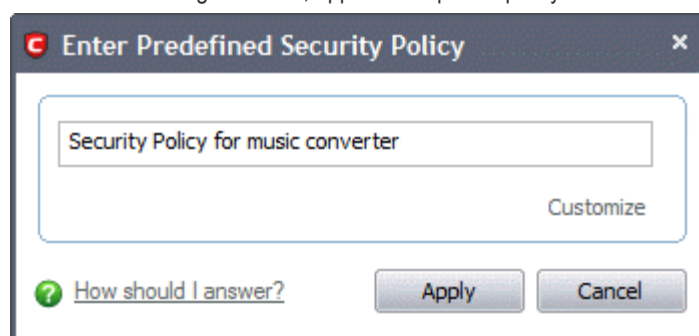 Enter Predefined Security Policy
Security Policy for music converter
Customize
How should I answer?
Apply
Cancel